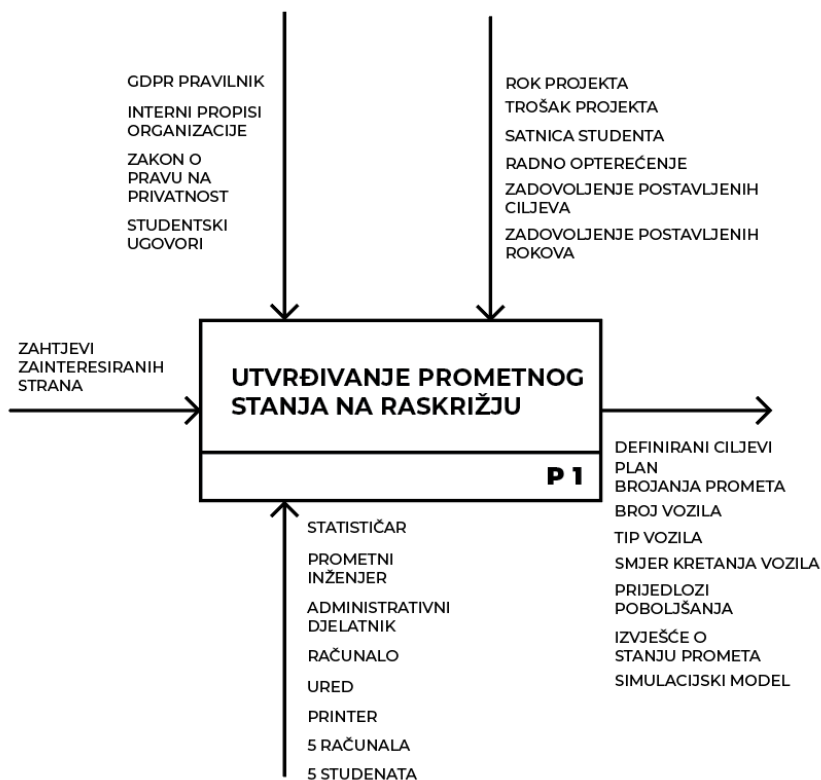 GDPR PRAVILNIK
INTERNI PROPISI
ORGANIZACIJE
ZAKON O
PRAVU NA
PRIVATNOST
STUDENTSKI
UGOVORI
ROK PROJEKTA
TROŠAK PROJEKTA
SATNICA STUDENTA
RADNO OPTEREĆENJE
ZADOVOLJENJE POSTAVLJENIH
CILJEVA
ZADOVOLJENJE POSTAVLJENIH
ROKOVA
ZAHTJEVI
ZAINTERESIRANIH
STRANA
UTVRĐIVANJE PROMETNOG
STANJA NA RASKRIŽJU
P 1
DEFINIRANI CILJEVI
PLAN
BROJANJA PROMETA
BROJ VOZILA
TIP VOZILA
SMJER KRETANJA VOZILA
PRIJEDLOZI
POBOLJŠANJA
IZVJEŠĆE O
STANJU PROMETA
SIMULACIJSKI MODEL
STATISTIČAR
PROMETNI
INŽENJER
ADMINISTRATIVNI
DJELATNIK
RAČUNALO
URED
PRINTER
5 RAČUNALA
5 STUDENATA